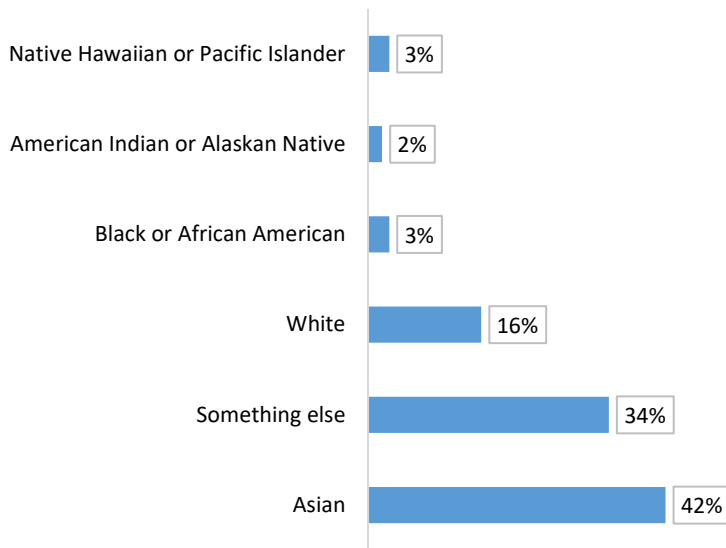 Native Hawaiian or Pacific Islander 3%
American Indian or Alaskan Native 2%
Black or African American 3%
White 16%
Something else 34%
Asian 42%